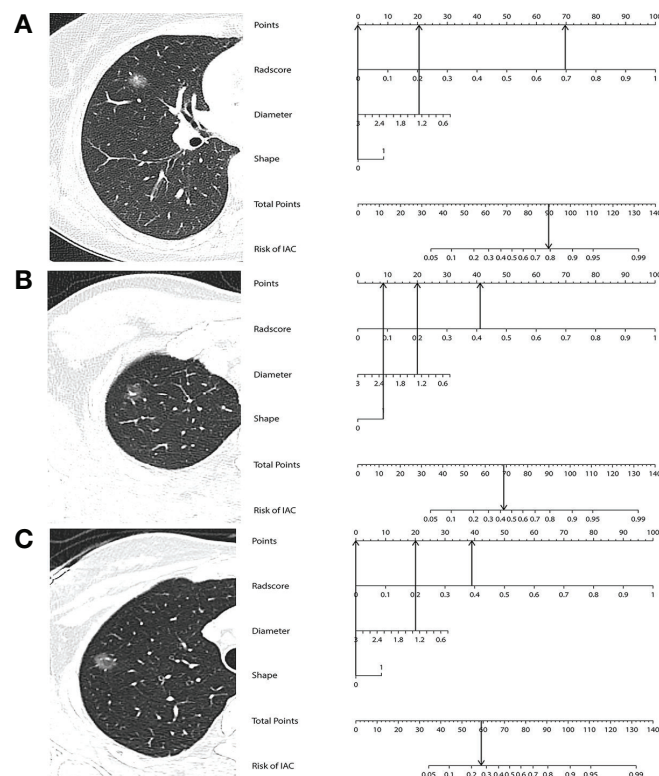 A
Points
0 10 20 30 40 50 60 70 80 90 100
Radscore
0 0.1 0.2 0.3 0.4 0.5 0.6 0.7 0.8 0.9 1
Diameter
3 2.4 1.8 1.2 0.6
Shape
1
0
Total Points
0 10 20 30 40 50 60 70 80 90 100 110 120 130 140
Risk of IAC
0.05 0.1 0.2 0.3 0.4 0.5 0.6 0.7 0.8 0.9 0.95 0.99
B
Points
0 10 20 30 40 50 60 70 80 90 100
Radscore
0 0.1 0.2 0.3 0.4 0.5 0.6 0.7 0.8 0.9 1
Diameter
3 2.4 1.8 1.2 0.6
Shape
1
0
Total Points
0 10 20 30 40 50 60 70 80 90 100 110 120 130 140
Risk of IAC
0.05 0.1 0.2 0.3 0.4 0.5 0.6 0.7 0.8 0.9 0.95 0.99
C
Points
0 10 20 30 40 50 60 70 80 90 100
Radscore
0 0.1 0.2 0.3 0.4 0.5 0.6 0.7 0.8 0.9 1
Diameter
3 2.4 1.8 1.2 0.6
Shape
1
0
Total Points
0 10 20 30 40 50 60 70 80 90 100 110 120 130 140
Risk of IAC
0.05 0.1 0.2 0.3 0.4 0.5 0.6 0.7 0.8 0.9 0.95 0.99